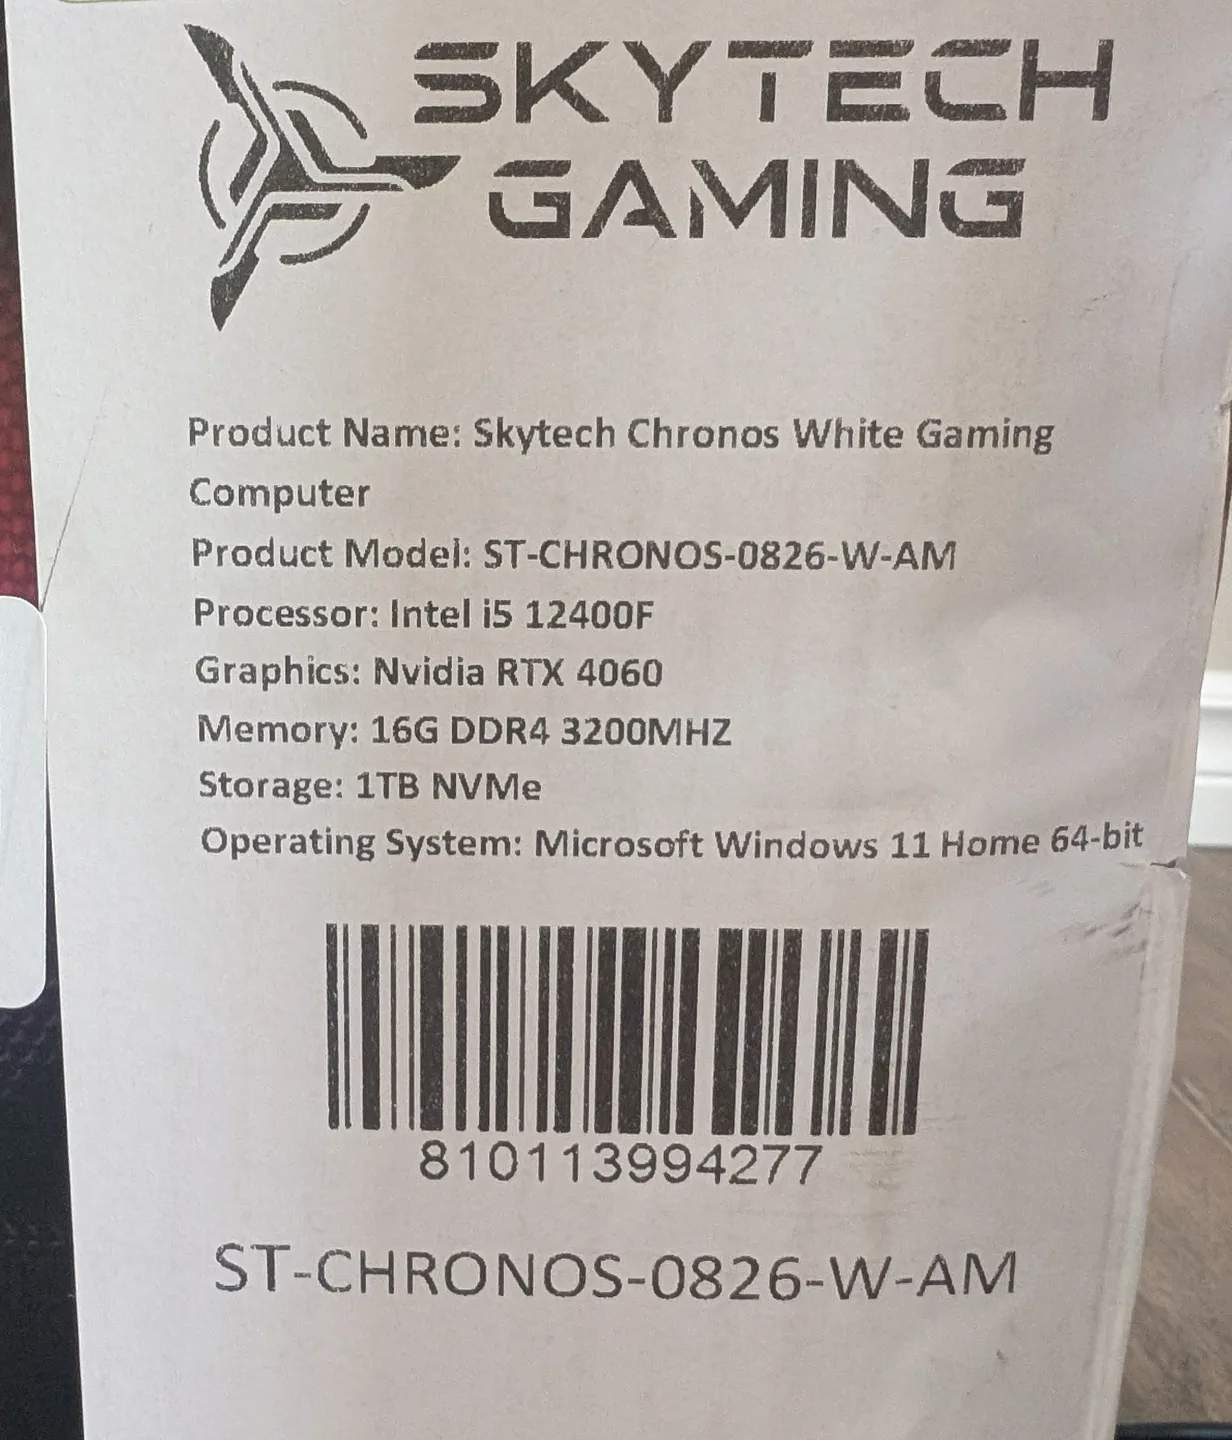 SKYTECH
GAMING
Product Name: Skytech Chronos White Gaming
Computer
Product Model: ST-CHRONOS-0826-W-AM
Processor: Intel i5 12400F
Graphics: Nvidia RTX 4060
Memory: 16G DDR4 3200MHZ
Storage: 1TB NVMe
Operating System: Microsoft Windows 11 Home 64-bit
810113994277
ST-CHRONOS-0826-W-AM